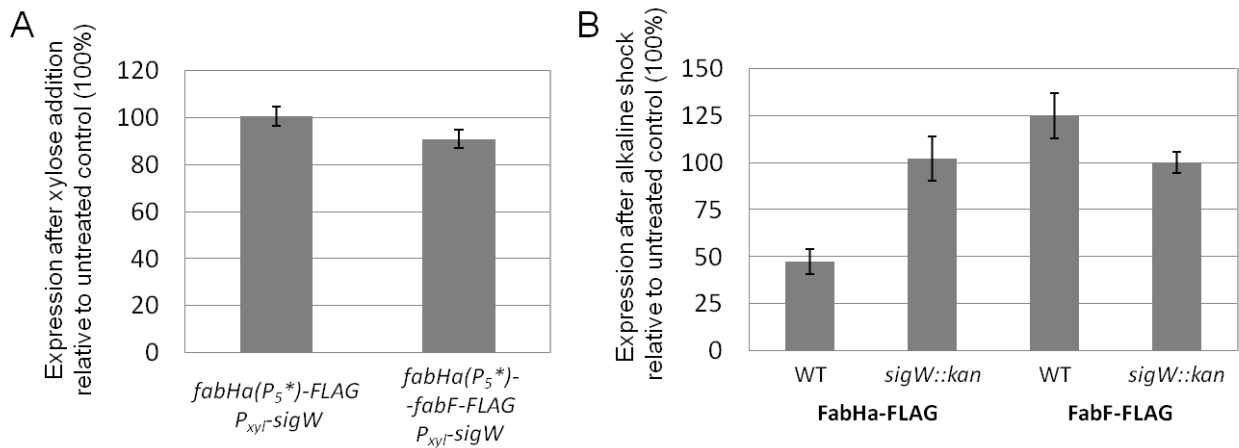 A
Expression after xylose addition
relative to untreated control (100%)
120
100
80
60
40
20
0
fabHa(P5*)-FLAG
Pxyl-sigW
fabHa(P5*)-
-fabF-FLAG
Pxyl-sigW
B
Expression after alkaline shock
relative to untreated control (100%)
150
125
100
75
50
25
0
WT
sigW::kan
WT
sigW::kan
FabHa-FLAG
FabF-FLAG